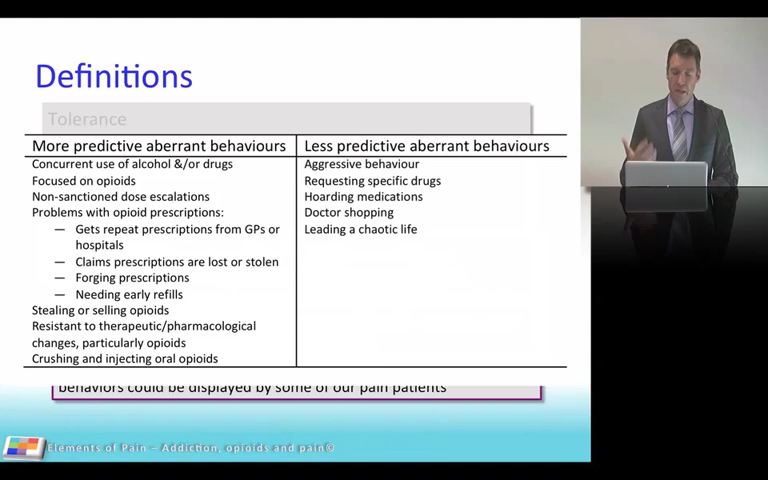 Definitions
Tolerance
More predictive aberrant behaviours
Less predictive aberrant behaviours
Concurrent use of alcohol &/or drugs
Focused on opioids
Non-sanctioned dose escalations
Problems with opioid prescriptions:
— Gets repeat prescriptions from GPs or
hospitals
— Claims prescriptions are lost or stolen
— Forging prescriptions
— Needing early refills
Stealing or selling opioids
Resistant to therapeutic/pharmacological
changes, particularly opioids
Crushing and injecting oral opioids
Aggressive behaviour
Requesting specific drugs
Hoarding medications
Doctor shopping
Leading a chaotic life
behaviors could be displayed by some of our pain patients
Elements of Pain – Addiction, opioids and pain©